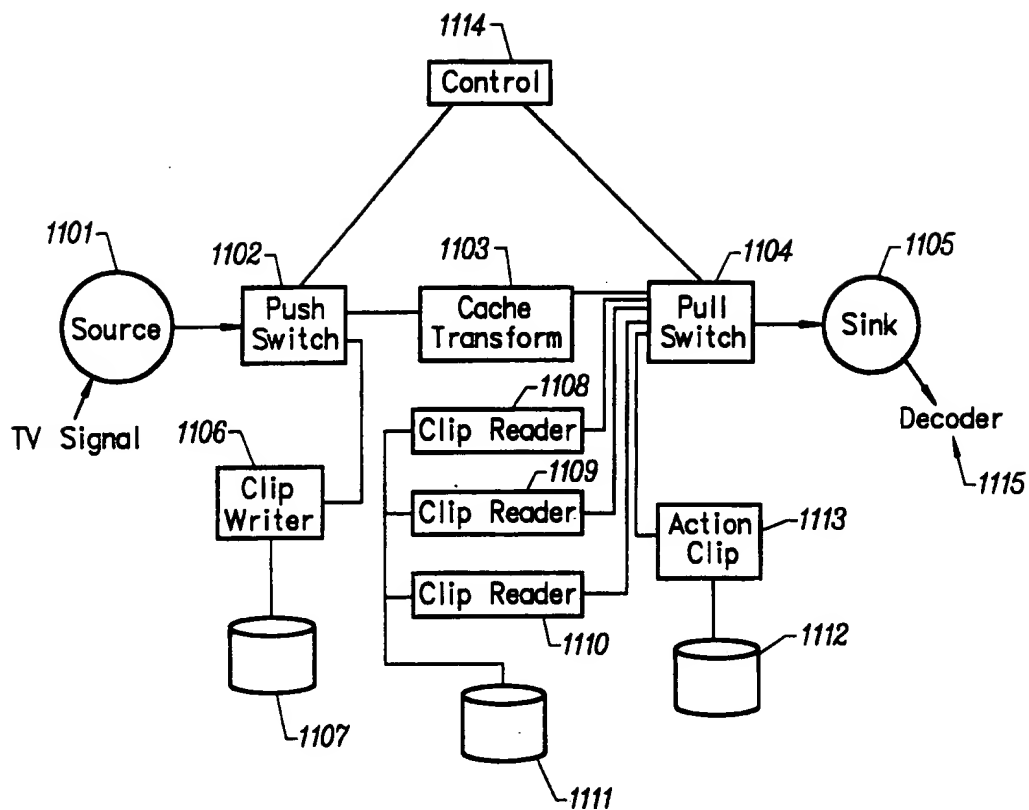 1114
Control
1101
1102
1103
1104
1105
Source
Push
Switch
Cache
Transform
Pull
Switch
Sink
TV Signal
1106
1108
Clip Reader
Decoder
1115
Clip
Writer
1109
Clip Reader
Action
Clip
1113
Clip Reader
1110
1112
1107
1111